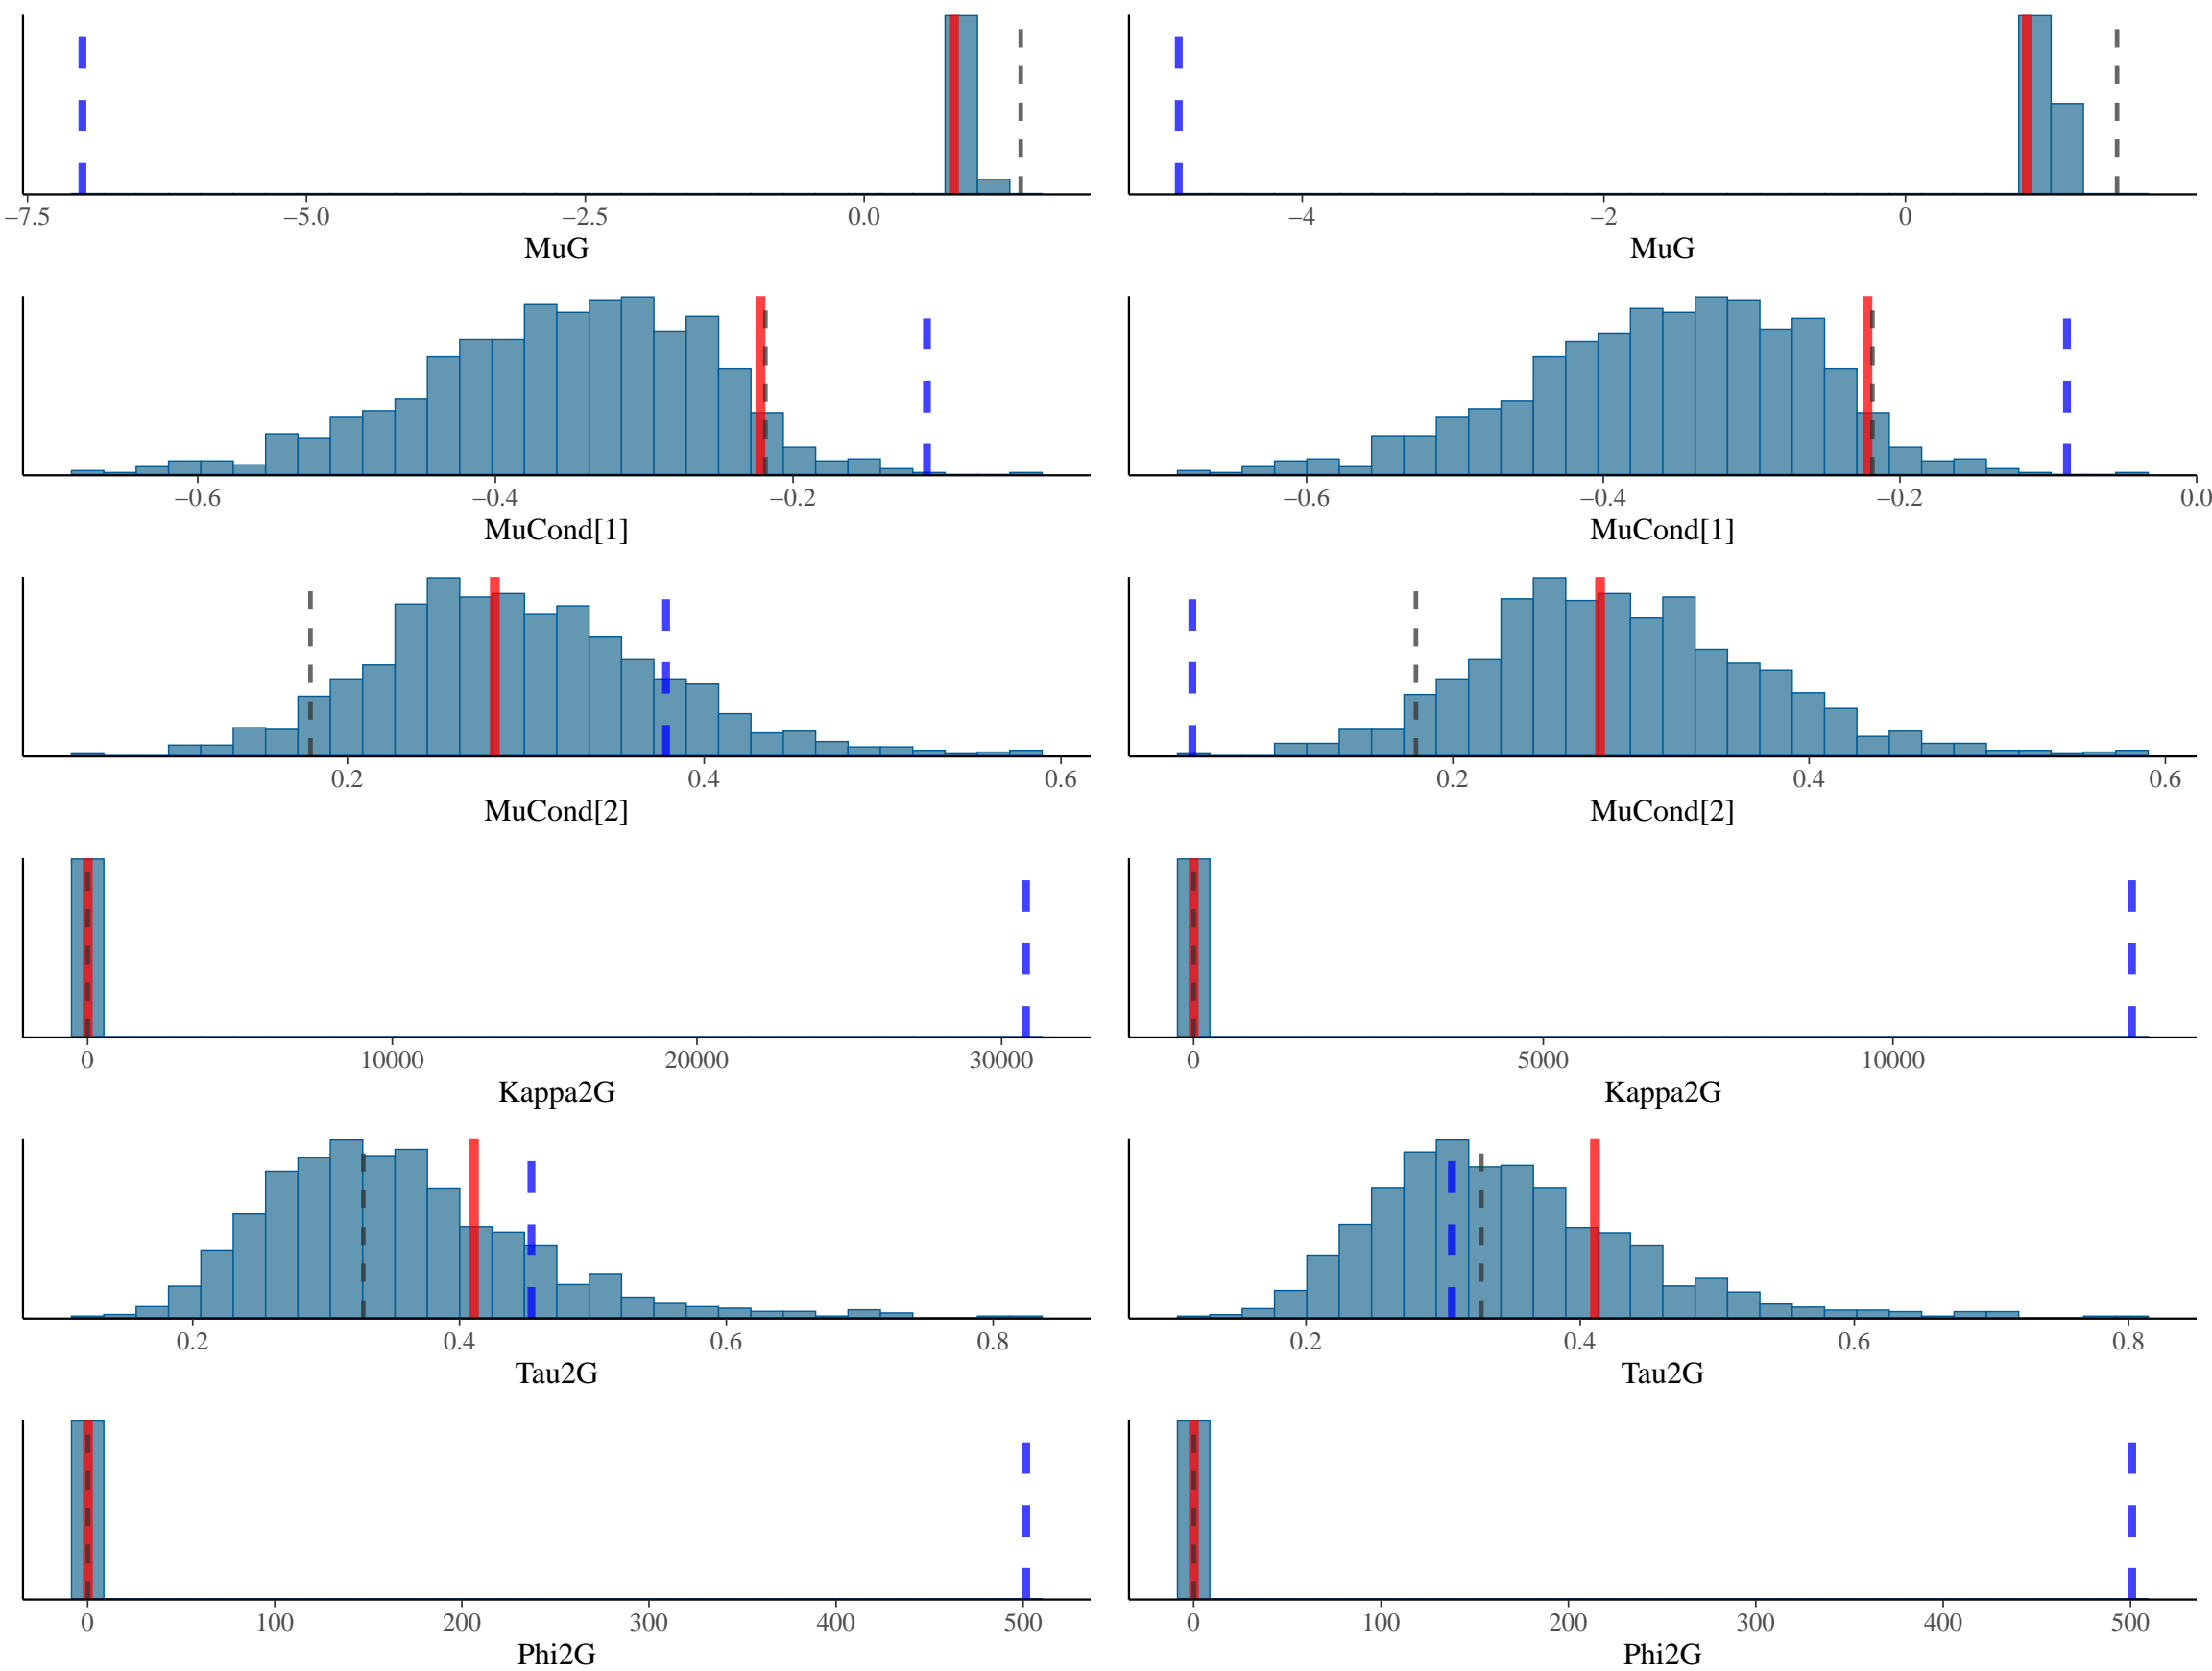 −7.5 −5.0 −2.5 0.0
MuG
−4 −2 0
MuG
−0.6 −0.4 −0.2
MuCond[1]
−0.6 −0.4 −0.2 0.0
MuCond[1]
0.2 0.4 0.6
MuCond[2]
0.2 0.4 0.6
MuCond[2]
0 10000 20000 30000
Kappa2G
0 5000 10000
Kappa2G
0.2 0.4 0.6 0.8
Tau2G
0.2 0.4 0.6 0.8
Tau2G
0 100 200 300 400 500
Phi2G
0 100 200 300 400 500
Phi2G